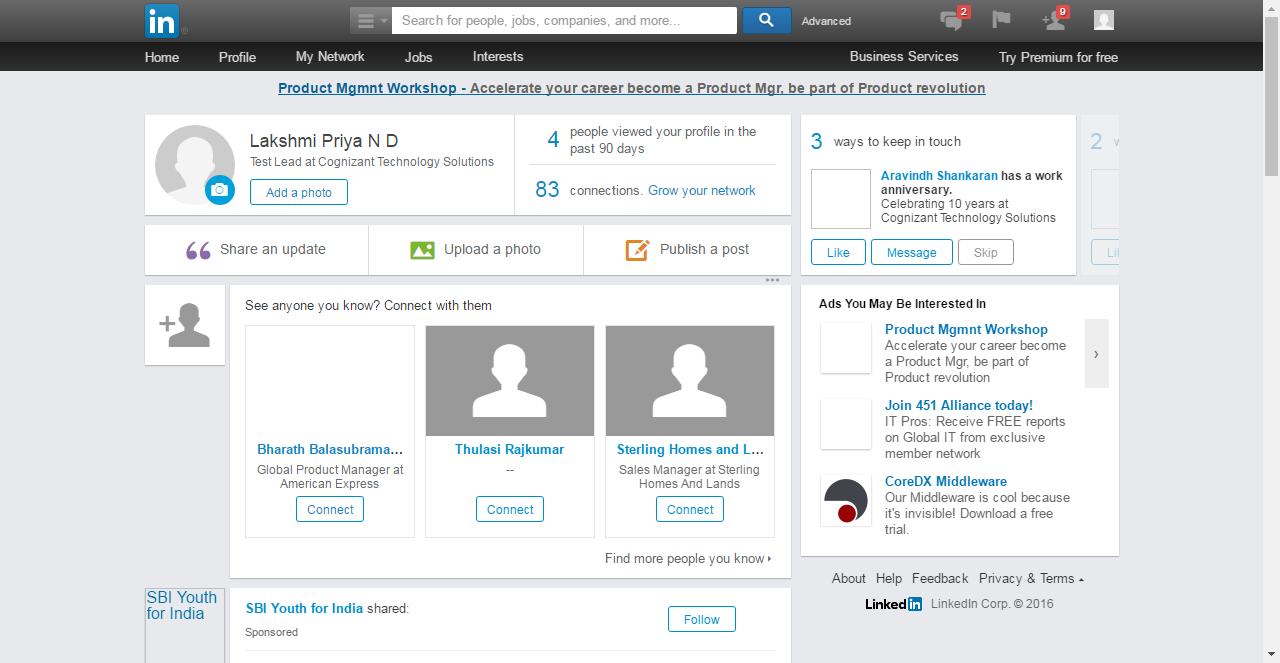 in
Search for people, jobs, companies, and more...
Advanced
2
9
Home
Profile
My Network
Jobs
Interests
Business Services
Try Premium for free
Product Mgmnt Workshop - Accelerate your career become a Product Mgr, be part of Product revolution
Lakshmi Priya N D
Test Lead at Cognizant Technology Solutions
Add a photo
4 people viewed your profile in the
past 90 days
83 connections. Grow your network
Share an update
Upload a photo
Publish a post
3 ways to keep in touch
Aravindh Shankaran has a work
anniversary.
Celebrating 10 years at
Cognizant Technology Solutions
Like
Message
Skip
2 w
Li
See anyone you know? Connect with them
Bharath Balasubrama...
Global Product Manager at
American Express
Connect
Thulasi Rajkumar
--
Connect
Sterling Homes and L...
Sales Manager at Sterling
Homes And Lands
Connect
Find more people you know
Ads You May Be Interested In
Product Mgmnt Workshop
Accelerate your career become
a Product Mgr, be part of
Product revolution
Join 451 Alliance today!
IT Pros: Receive FREE reports
on Global IT from exclusive
member network
CoreDX Middleware
Our Middleware is cool because
it's invisible! Download a free
trial.
About Help Feedback Privacy & Terms
Linked in LinkedIn Corp. © 2016
SBI Youth
for India
SBI Youth for India shared:
Sponsored
Follow